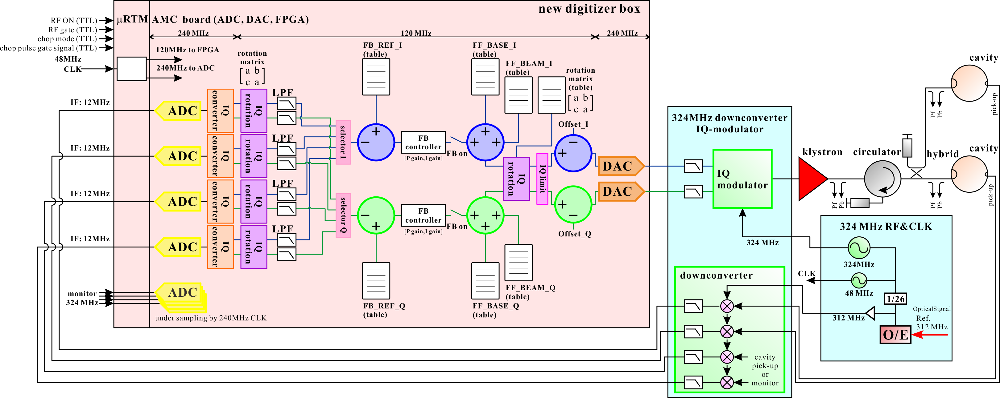 new digitizer box
µRTM
AMC board (ADC, DAC, FPGA)
RF ON (TTL)
RF gate (TTL)
chop mode (TTL)
chop pulse gate signal (TTL)
240 MHz
120 MHz
240 MHz
48MHz
CLK
120MHz to FPGA
240MHz to ADC
rotation
matrix
a b
c a
FB_REF_I
(table)
FF_BASE_I
(table)
FF_BEAM_I
(table)
rotation
matrix
(table)
a b
c a
IF: 12MHz
ADC
IQ
converter
IQ
rotation
LPF
IF: 12MHz
ADC
IQ
converter
IQ
rotation
LPF
IF: 12MHz
ADC
IQ
converter
IQ
rotation
LPF
IF: 12MHz
ADC
IQ
converter
IQ
rotation
LPF
selector I
selector Q
+
−
FB
controller
[P gain,I gain]
FB on
+
+ +
−
+
FB
controller
[P gain,I gain]
FB on
+ +
+
IQ
rotation
IQ limit
Offset_I
−
+
+
−
Offset_Q
DAC
DAC
FB_REF_Q
(table)
FF_BASE_Q
(table)
FF_BEAM_Q
(table)
monitor
324 MHz
ADC
under sampling by 240MHz CLK
324MHz downconverter
IQ-modulator
IQ
modulator
324 MHz
downconverter
cavity
pick-up
or
monitor
klystron
circulator
hybrid
cavity
pick-up
Pf
Pb
cavity
pick-up
Pf
Pb
Pf
Pb
324 MHz RF&CLK
324MHz
CLK
48 MHz
1/26
312 MHz
OpticalSignal
Ref.
312 MHz
O/E